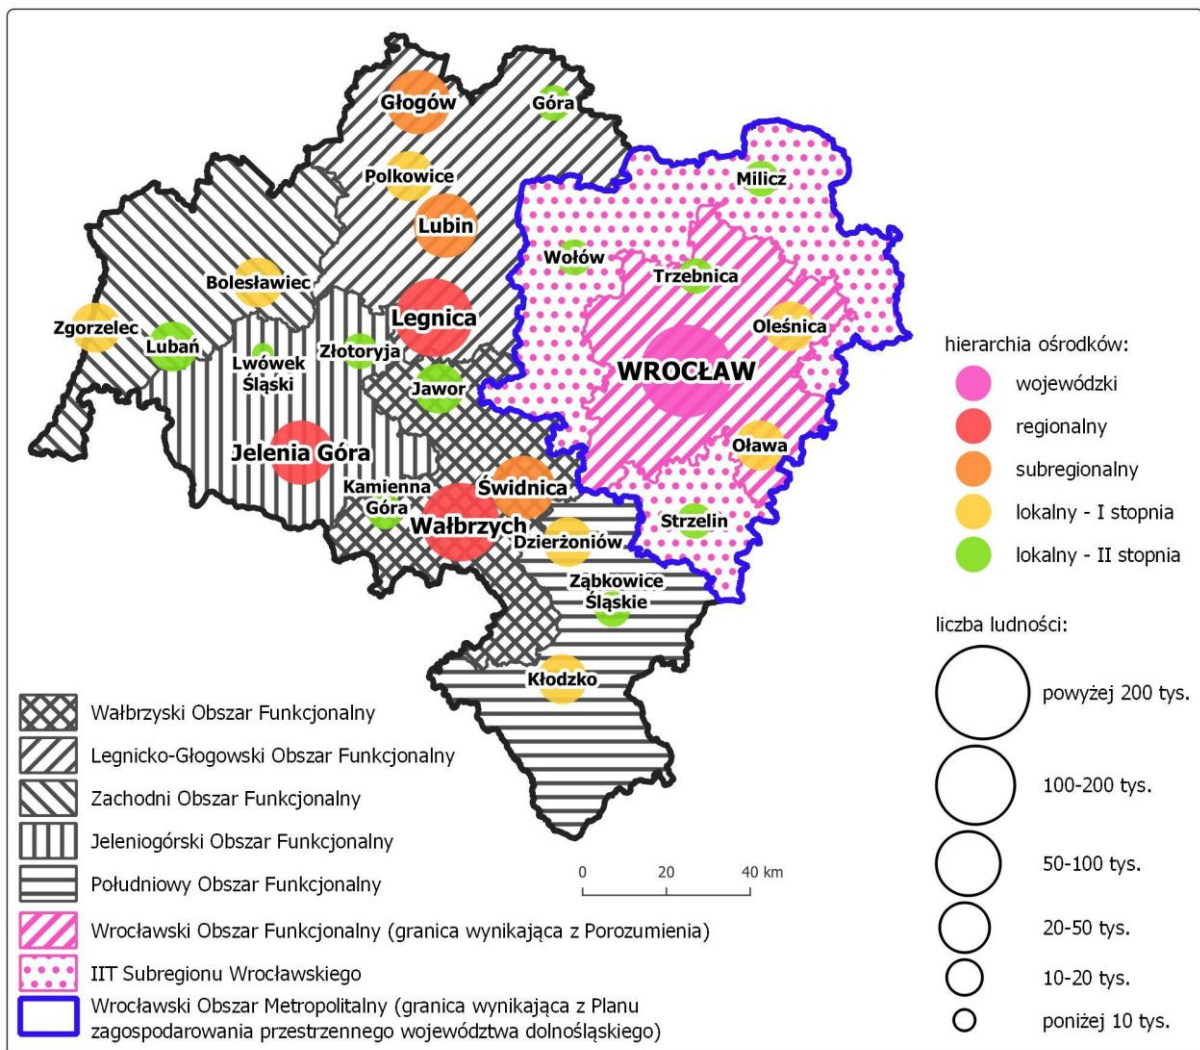 Głogów
Góra
Polkowice
Milicz
Lubin
Wołów
Trzebnica
Bolesławiec
Zgorzelec
Legnica
Oleśnica
Lubań
Złotoryja
Lwówek
Śląski
WROCŁAW
Jawor
Jelenia Góra
Oława
Kamienna
Góra
Świdnica
Wałbrzych
Strzelin
Dzierżoniów
Ząbkowice
Śląskie
Kłodzko
hierarchia ośrodków:
wojewódzki
regionalny
subregionalny
lokalny - I stopnia
lokalny - II stopnia
liczba ludności:
powyżej 200 tys.
100-200 tys.
50-100 tys.
20-50 tys.
10-20 tys.
poniżej 10 tys.
0 20 40 km
Wałbrzyski Obszar Funkcjonalny
Legnicko-Głogowski Obszar Funkcjonalny
Zachodni Obszar Funkcjonalny
Jeleniogórski Obszar Funkcjonalny
Południowy Obszar Funkcjonalny
Wrocławski Obszar Funkcjonalny (granica wynikająca z Porozumienia)
IIT Subregionu Wrocławskiego
Wrocławski Obszar Metropolitalny (granica wynikająca z Planu
zagospodarowania przestrzennego województwa dolnośląskiego)